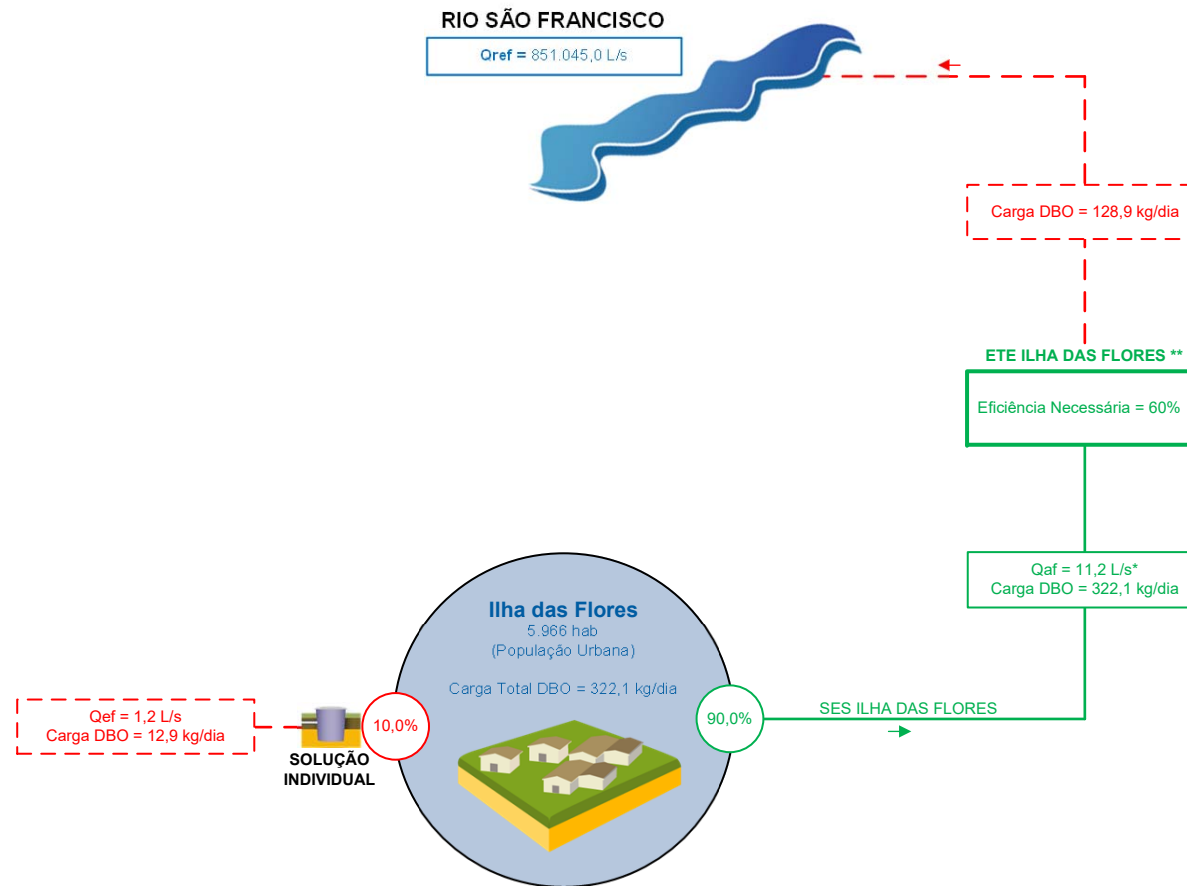 RIO SÃO FRANCISCO
Qref = 851.045,0 L/s
Carga DBO = 128,9 kg/dia
ETE ILHA DAS FLORES **
Eficiência Necessária = 60%
Qaf = 11,2 L/s*
Carga DBO = 322,1 kg/dia
Ilha das Flores
5.966 hab
(População Urbana)
Carga Total DBO = 322,1 kg/dia
90,0%
SES ILHA DAS FLORES
10,0%
SOLUÇÃO
INDIVIDUAL
Qef = 1,2 L/s
Carga DBO = 12,9 kg/dia